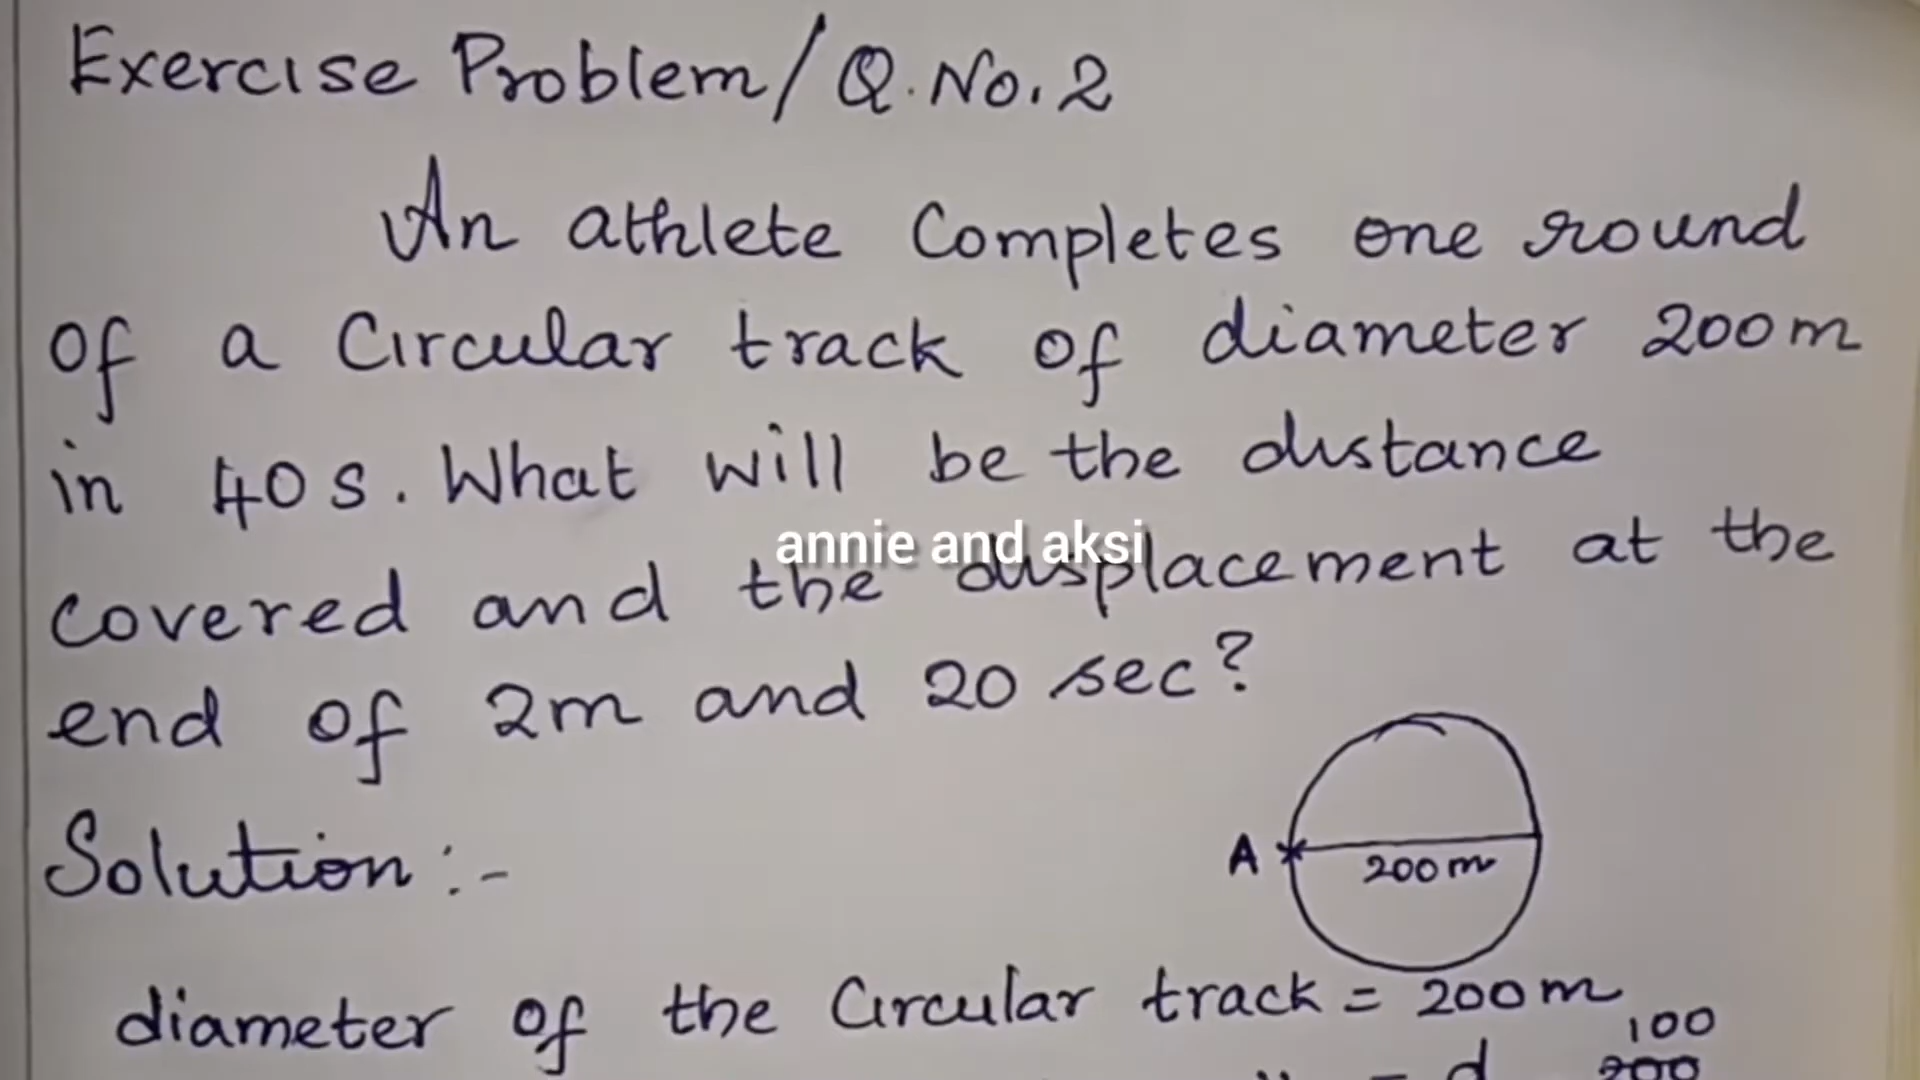 Exercise Problem/Q.No.2
An athlete Completes one round
of a Circular track of diameter 200m
in 40s. What will be the distance
annie and aksi
covered and the displacement at the
end of 2m and 20 sec?
Solution :-
A
200m
diameter of the Circular track = 200m
100
= d 200